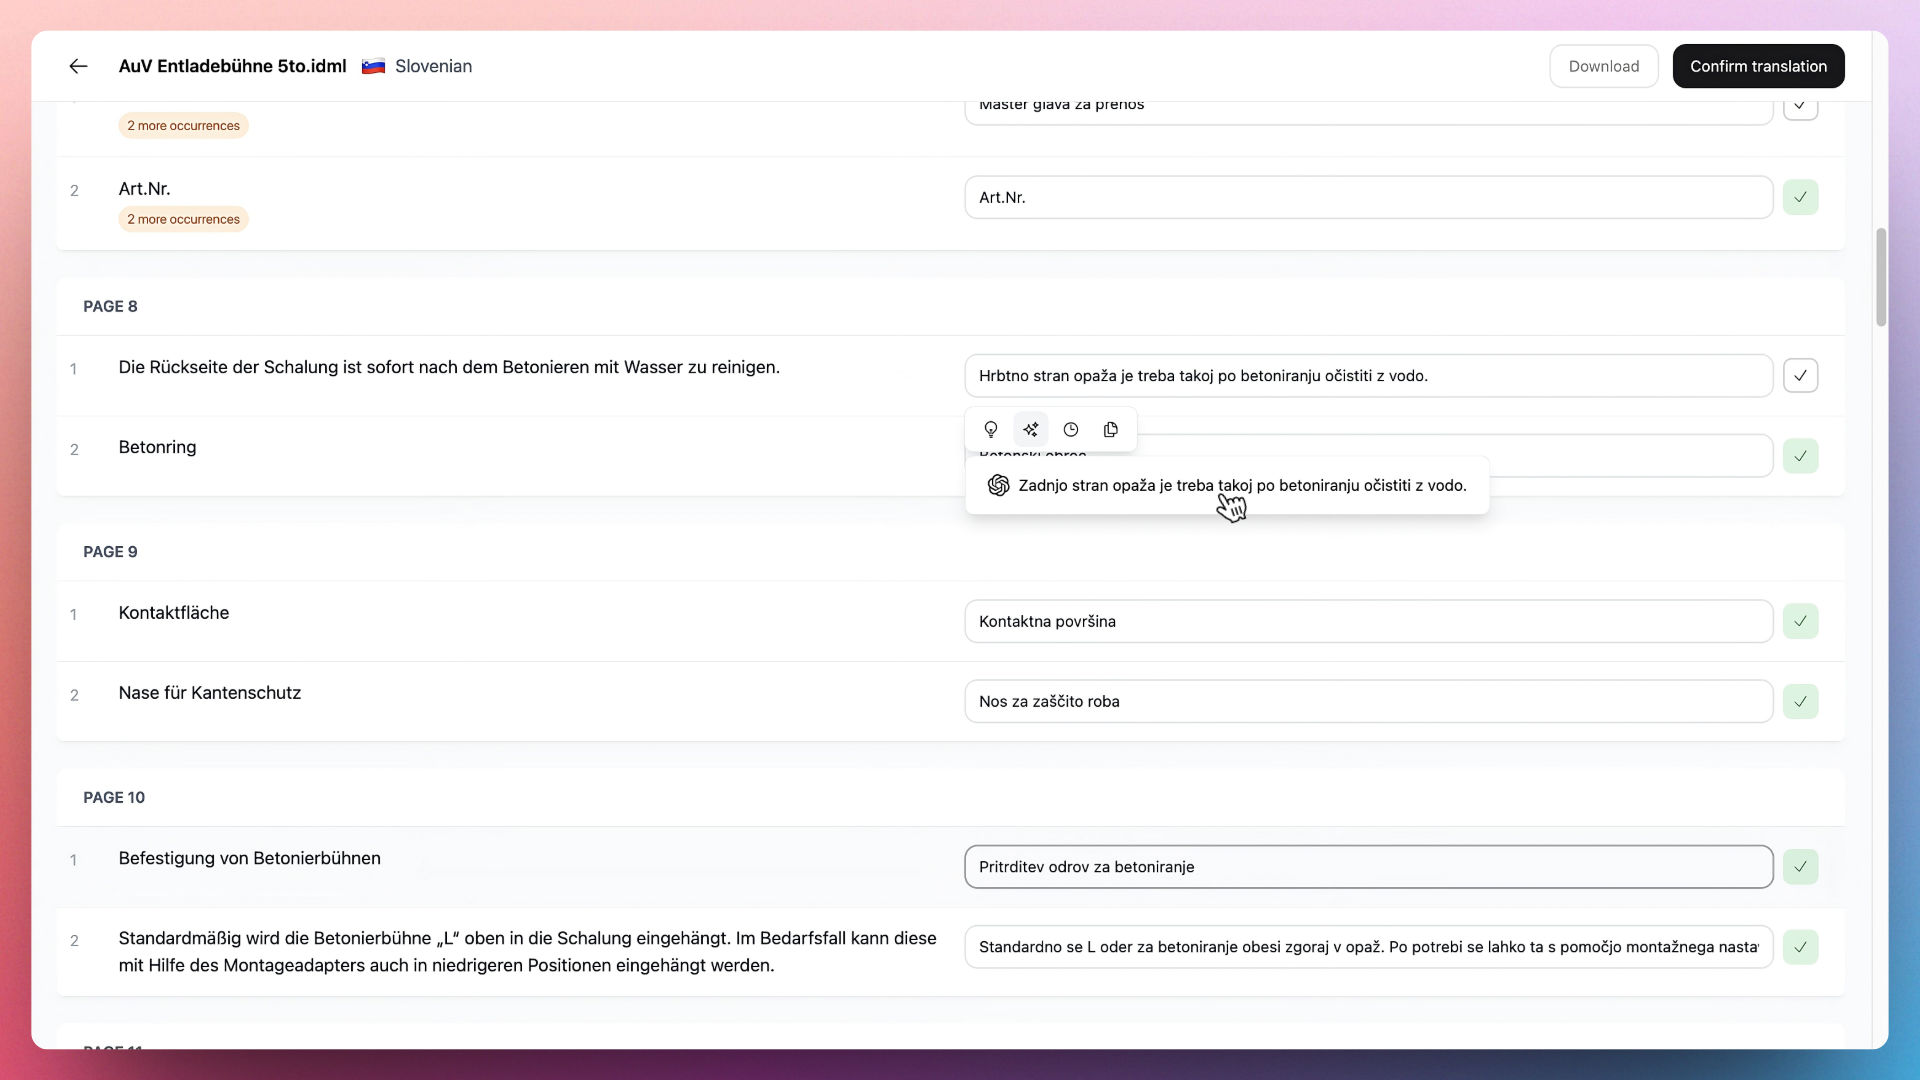 AuV Entladebühne 5to.idml
Slovenian
Download
Confirm translation
Master glava za prenos
2 more occurrences
2
Art.Nr.
Art.Nr.
2 more occurrences
PAGE 8
1
Die Rückseite der Schalung ist sofort nach dem Betonieren mit Wasser zu reinigen.
Hrbtno stran opaža je treba takoj po betoniranju očistiti z vodo.
2
Betonring
Betonski obroč
Zadnjo stran opaža je treba takoj po betoniranju očistiti z vodo.
PAGE 9
1
Kontaktfläche
Kontaktna površina
2
Nase für Kantenschutz
Nos za zaščito roba
PAGE 10
1
Befestigung von Betonierbühnen
Pritrditev odrov za betoniranje
2
Standardmäßig wird die Betonierbühne „L“ oben in die Schalung eingehängt. Im Bedarfsfall kann diese
mit Hilfe des Montageadapters auch in niedrigeren Positionen eingehängt werden.
Standardno se L oder za betoniranje obesi zgoraj v opaž. Po potrebi se lahko ta s pomočjo montažnega nasta
PAGE 11